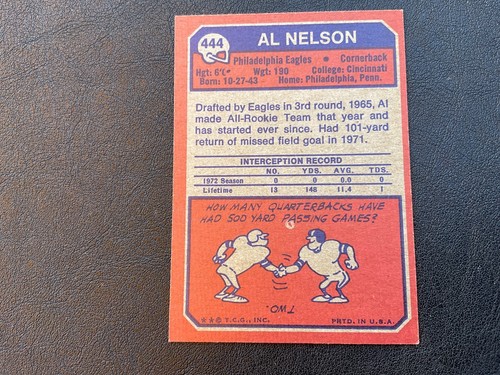 444
AL NELSON
Philadelphia Eagles • Cornerback
Hgt: 6'0" Wgt: 190 College: Cincinnati
Born: 10-27-43 Home: Philadelphia, Penn.
Drafted by Eagles in 3rd round, 1965, Al
made All-Rookie Team that year and
has started ever since. Had 101-yard
return of missed field goal in 1971.
INTERCEPTION RECORD
NO. YDS. AVG. TDS.
1972 Season 0 0 0.0 0
Lifetime 13 148 11.4 1
HOW MANY QUARTERBACKS HAVE
HAD 500 YARD PASSING GAMES?
TWO.
★★ © T.C.G., INC. PRTD. IN U.S.A.